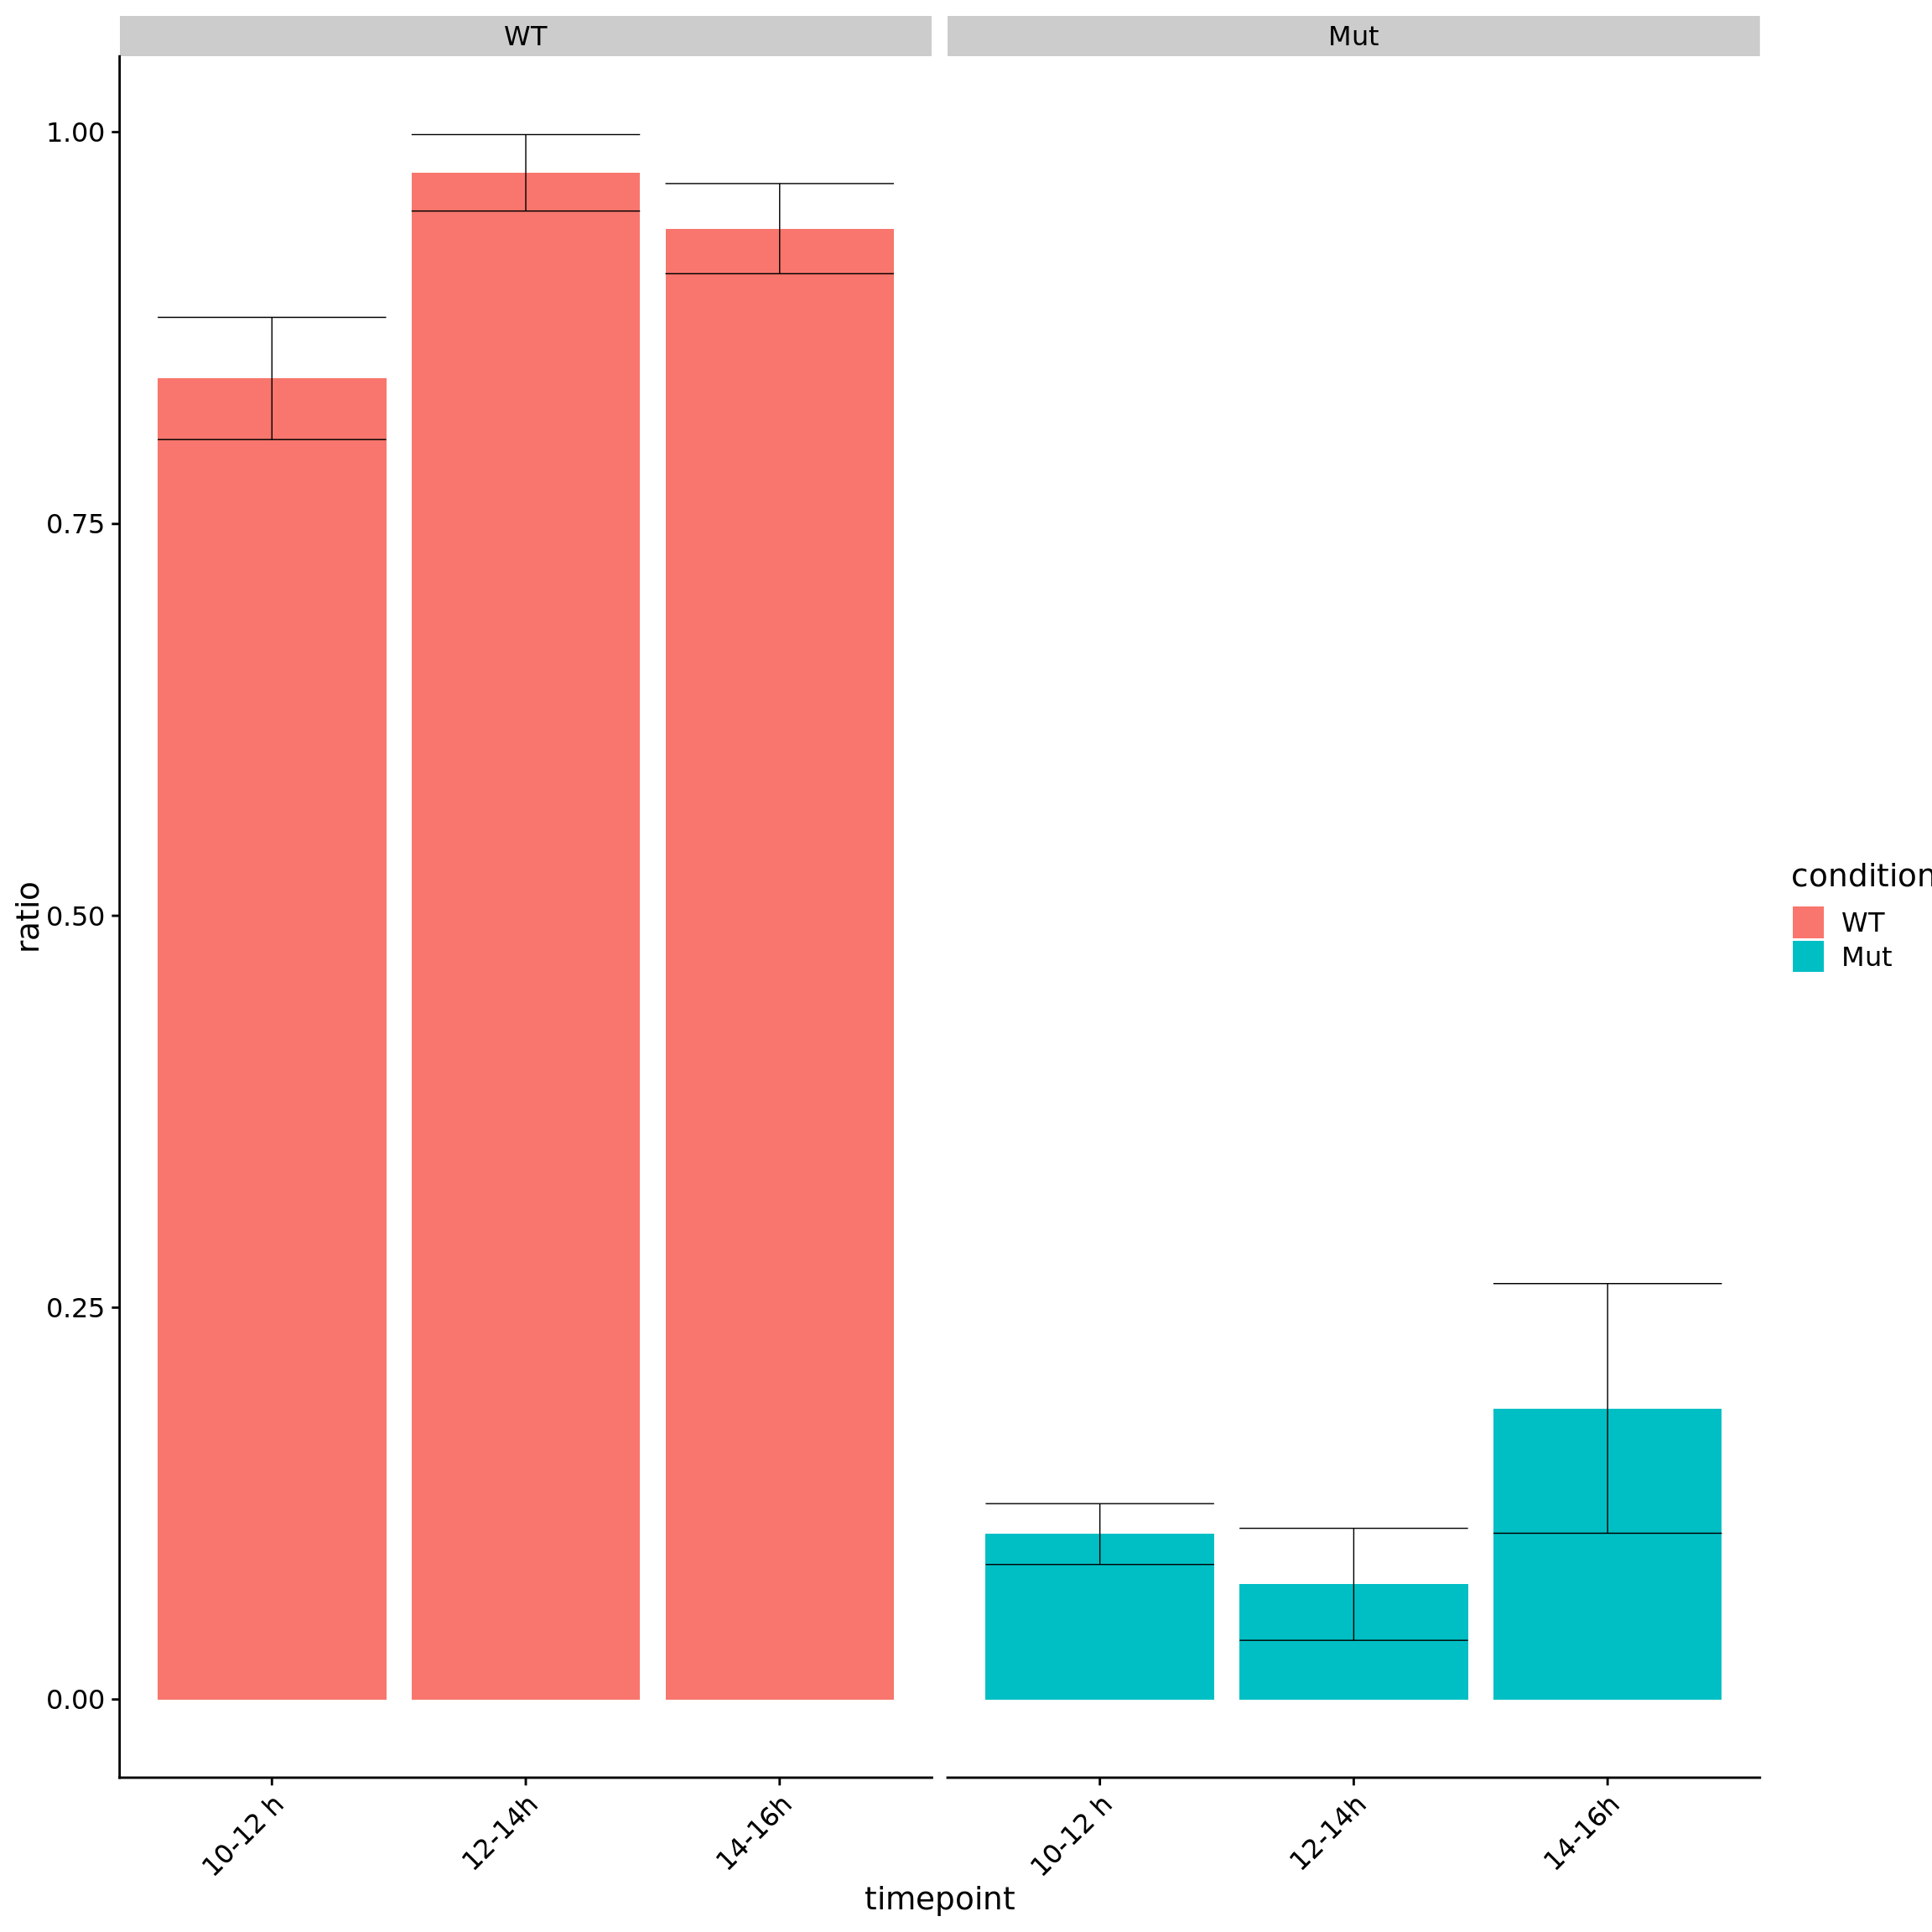 WT
Mut
1.00
0.75
0.50
0.25
0.00
ratio
10-12 h
12-14h
14-16h
10-12 h
12-14h
14-16h
timepoint
condition
WT
Mut